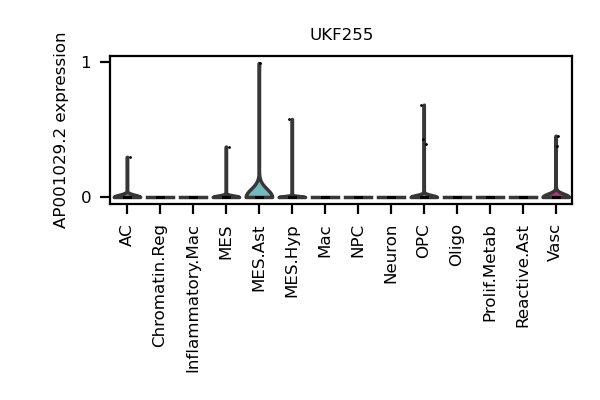 UKF255
AP001029.2 expression
1
0
AC
Chromatin.Reg
Inflammatory.Mac
MES
MES.Ast
MES.Hyp
Mac
NPC
Neuron
OPC
Oligo
Prolif.Metab
Reactive.Ast
Vasc